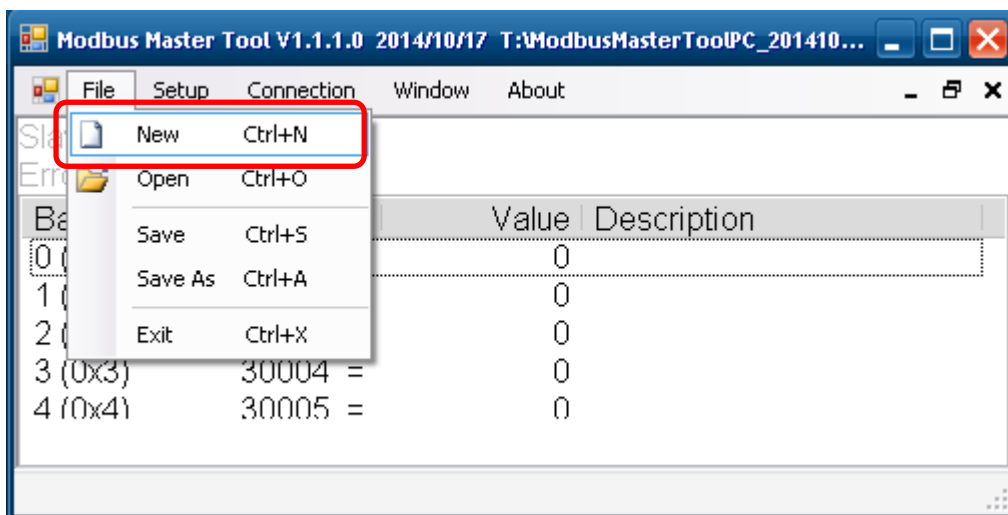 Modbus Master Tool V1.1.1.0 2014/10/17 T:\ModbusMasterToolPC_201410...
File Setup Connection Window About
New Ctrl+N
Open Ctrl+O
Save Ctrl+S
Save As Ctrl+A
Exit Ctrl+X
Value Description
0
0
0
3 (0x3) 30004 = 0
4 (0x4) 30005 = 0